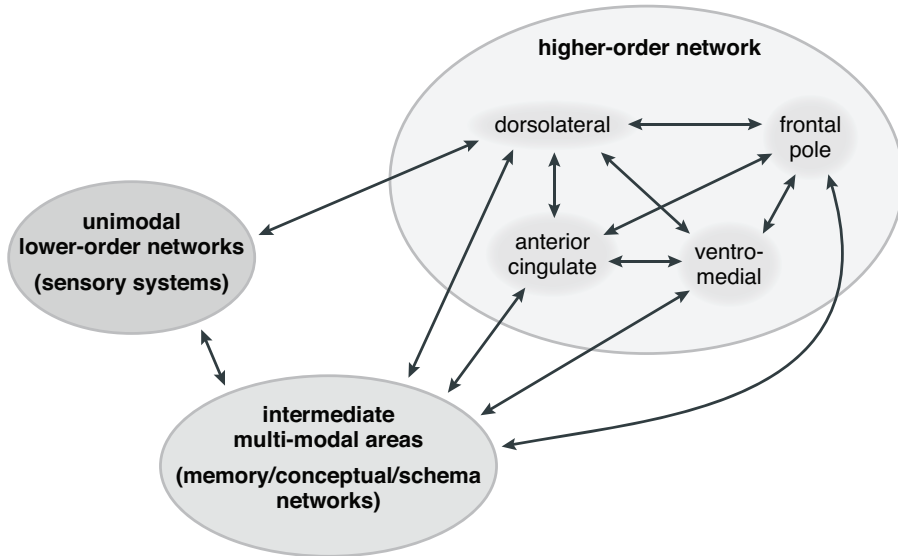 higher-order network
dorsolateral
frontal
pole
anterior
cingulate
ventro-
medial
unimodal
lower-order networks
(sensory systems)
intermediate
multi-modal areas
(memory/conceptual/schema
networks)